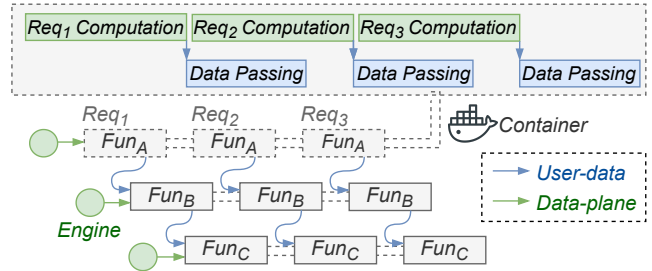 Req1 Computation Req2 Computation Req3 Computation
Data Passing Data Passing Data Passing
Req1 Req2 Req3
Container
FunA FunA FunA
User-data
FunB FunB FunB
Data-plane
Engine
FunC FunC FunC